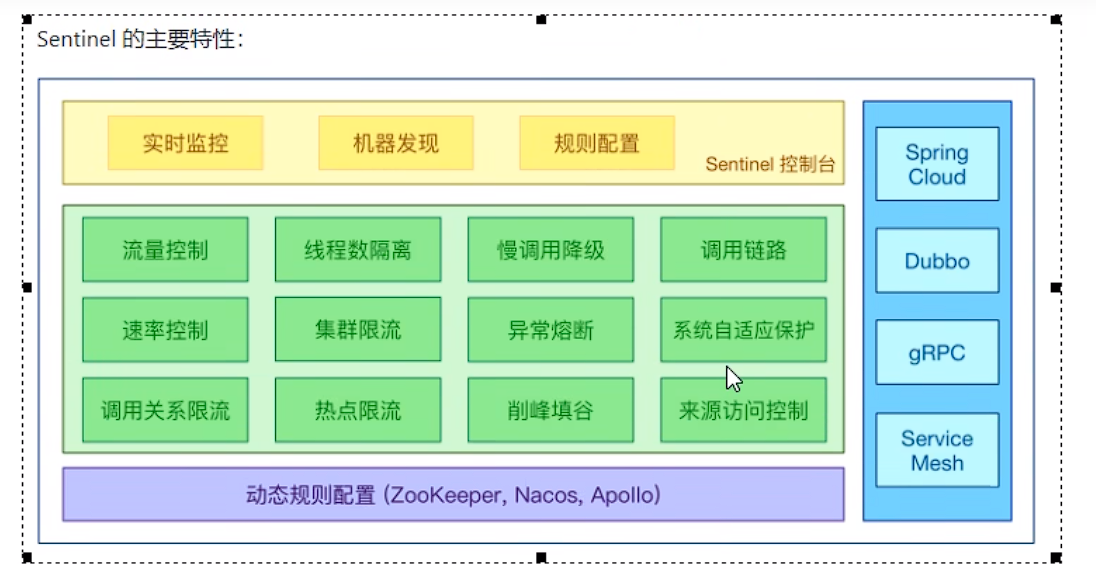 Sentinel 的主要特性：
实时监控
机器发现
规则配置
Sentinel 控制台
流量控制
线程数隔离
慢调用降级
调用链路
速率控制
集群限流
异常熔断
系统自适应保护
调用关系限流
热点限流
削峰填谷
来源访问控制
动态规则配置 (ZooKeeper, Nacos, Apollo)
Spring
Cloud
Dubbo
gRPC
Service
Mesh